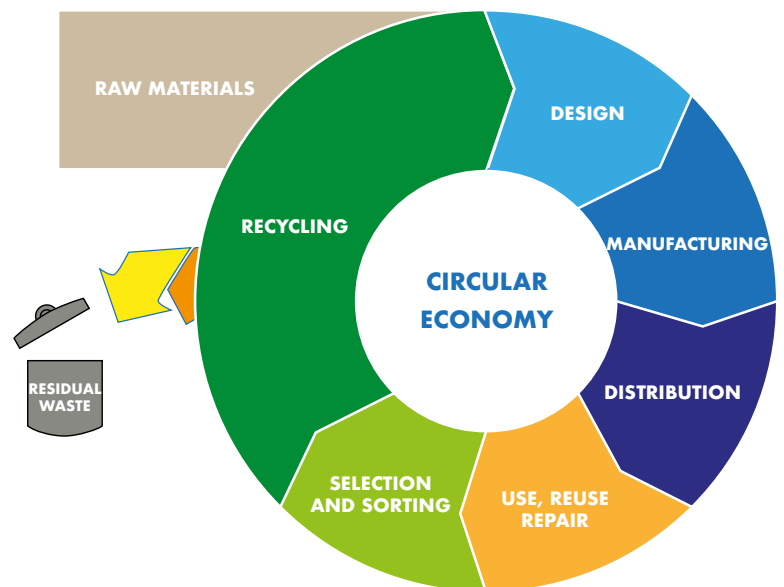 RAW MATERIALS
DESIGN
RECYCLING
MANUFACTURING
CIRCULAR
ECONOMY
RESIDUAL
WASTE
DISTRIBUTION
SELECTION
AND SORTING
USE, REUSE
REPAIR